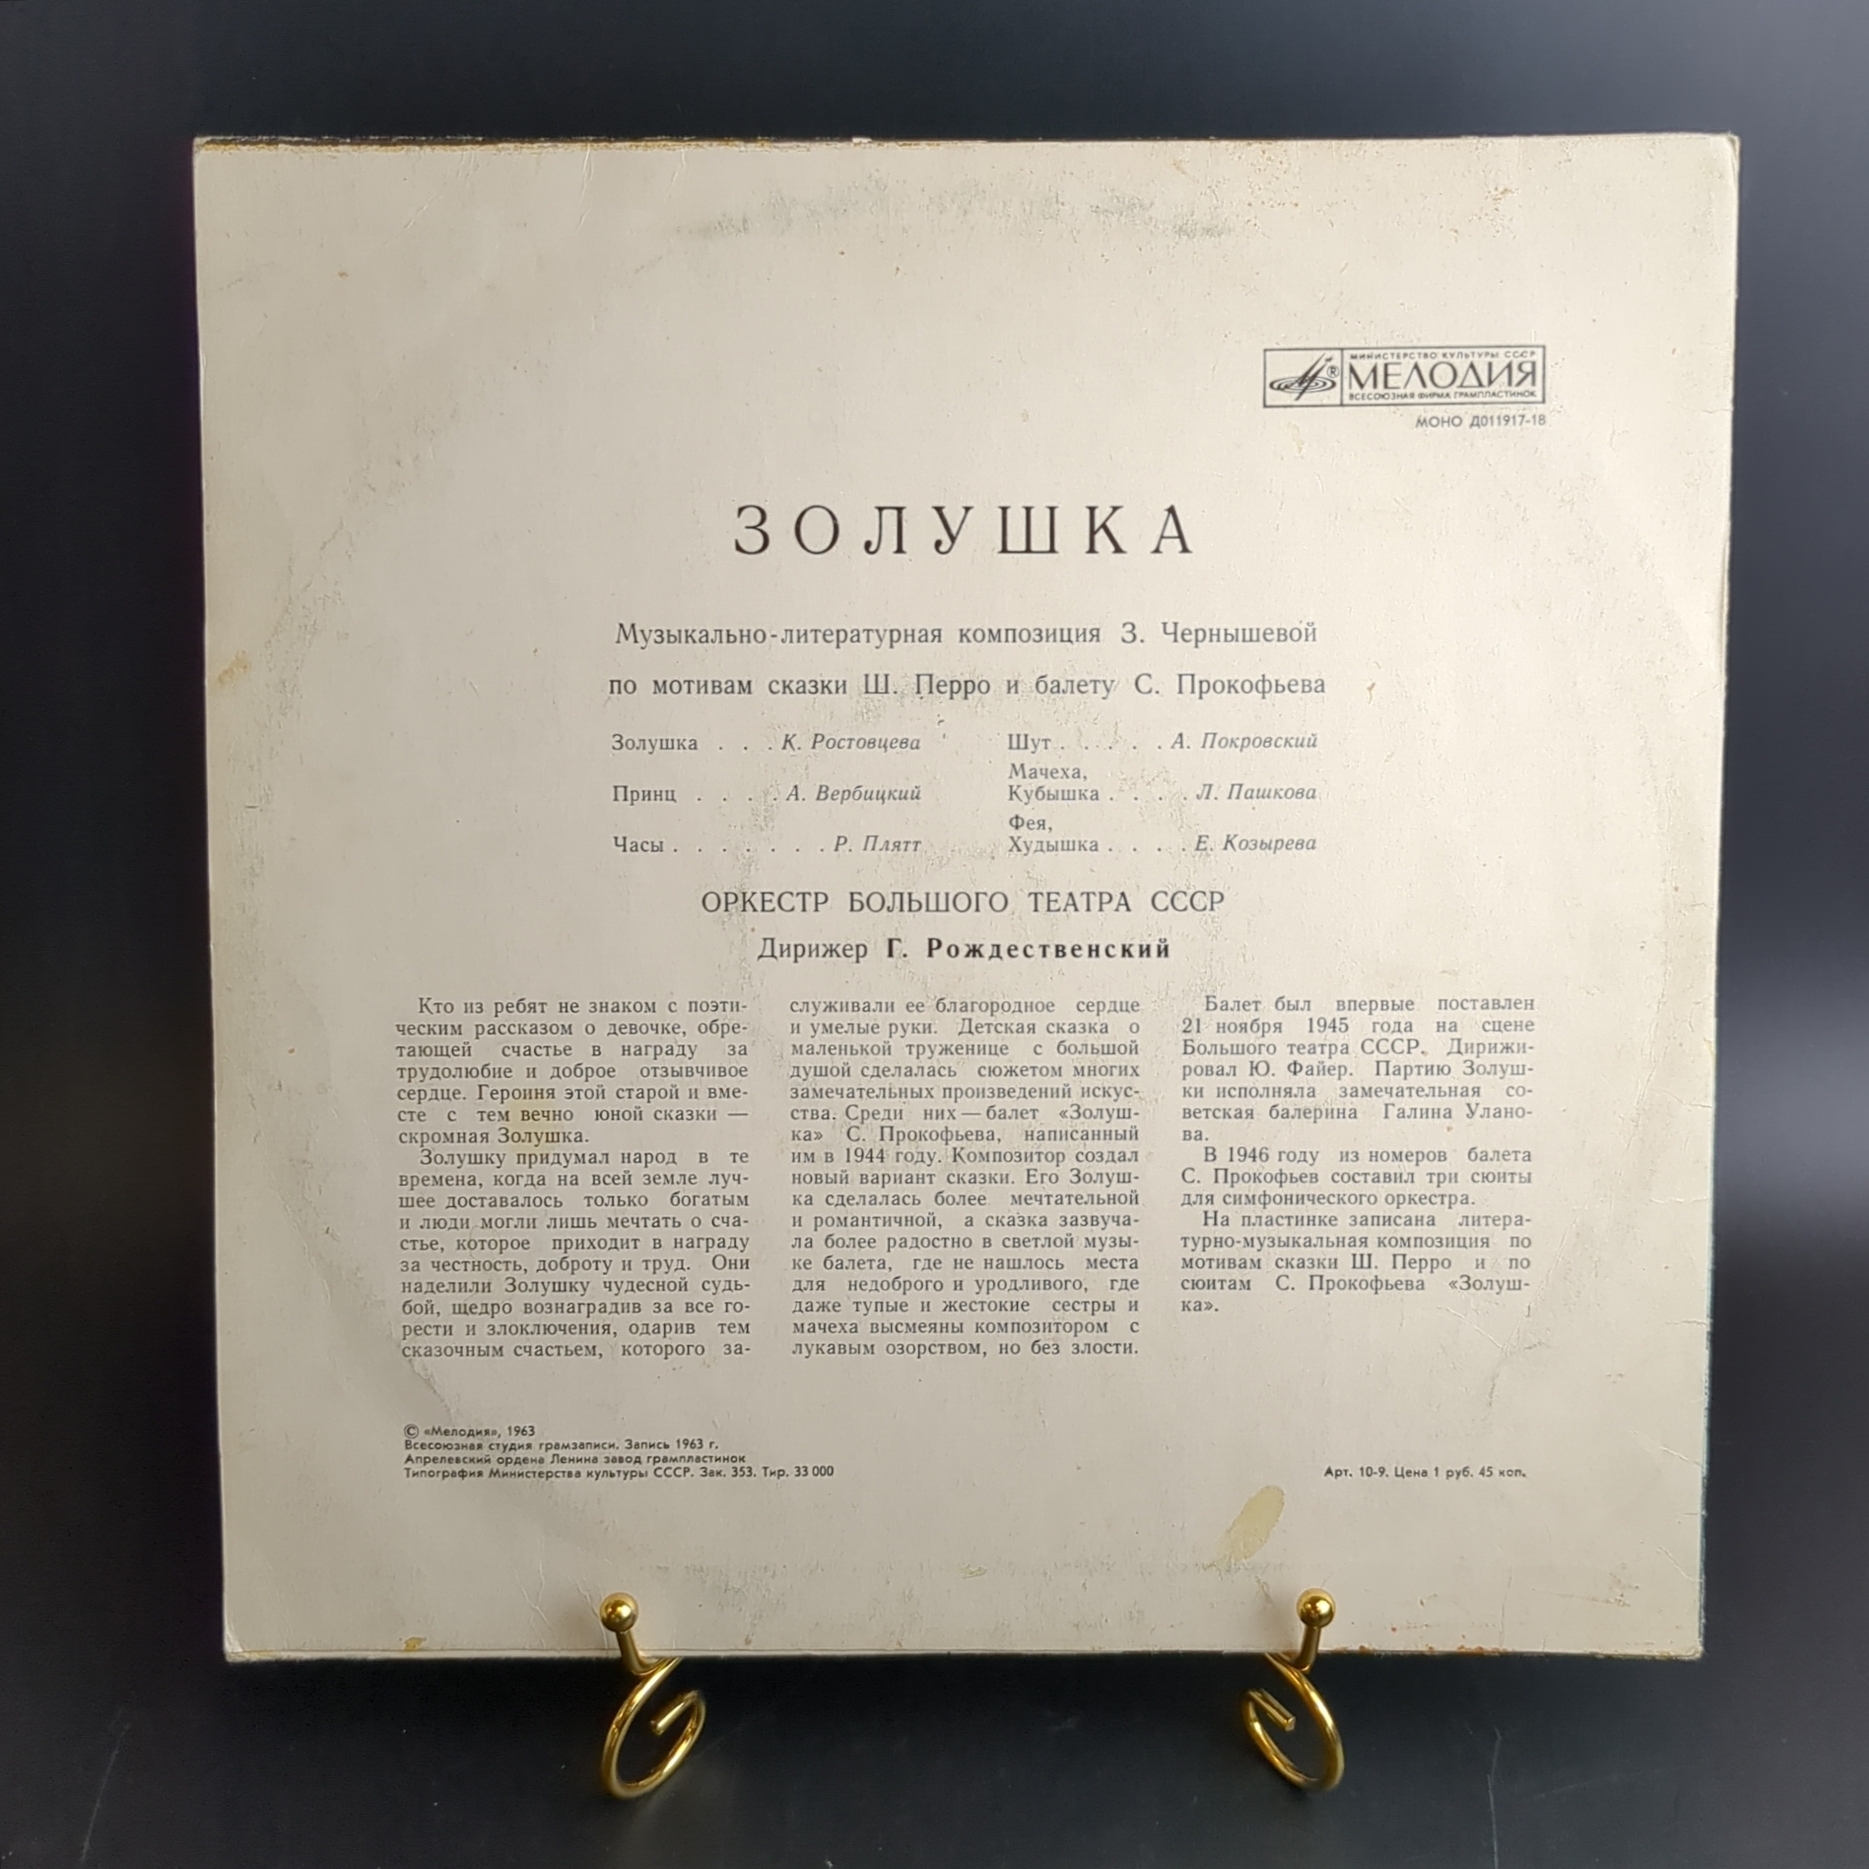 МИНИСТЕРСТВО КУЛЬТУРЫ СССР
МЕЛОДИЯ
ВСЕСОЮЗНАЯ ФИРМА ГРАМПЛАСТИНОК
МОНО Д011917-18
ЗОЛУШКА
Музыкально-литературная композиция З. Чернышевой
по мотивам сказки Ш. Перро и балету С. Прокофьева
Золушка . . . К. Ростовцева
Принц . . . . А. Вербицкий
Часы . . . . . . . Р. Плятт
Шут . . . . . А. Покровский
Мачеха,
Кубышка . . . . Л. Пашкова
Фея,
Худышка . . . . Е. Козырева
ОРКЕСТР БОЛЬШОГО ТЕАТРА СССР
Дирижер Г. Рождественский
Кто из ребят не знаком с поэти-
ческим рассказом о девочке, обре-
тающей счастье в награду за
трудолюбие и доброе отзывчивое
сердце. Героиня этой старой и вме-
сте с тем вечно юной сказки —
скромная Золушка.
Золушку придумал народ в те
времена, когда на всей земле луч-
шее доставалось только богатым
и люди могли лишь мечтать о сча-
стье, которое приходит в награду
за честность, доброту и труд. Они
наделили Золушку чудесной судь-
бой, щедро вознаградив за все го-
рести и злоключения, одарив тем
сказочным счастьем, которого за-
служивали ее благородное сердце
и умелые руки. Детская сказка о
маленькой труженице с большой
душой сделалась сюжетом многих
замечательных произведений искус-
ства. Среди них — балет «Золуш-
ка» С. Прокофьева, написанный
им в 1944 году. Композитор создал
новый вариант сказки. Его Золуш-
ка сделалась более мечтательной
и романтичной, а сказка зазвуча-
ла более радостно в светлой музы-
ке балета, где не нашлось места
для недоброго и уродливого, где
даже тупые и жестокие сестры и
мачеха высмеяны композитором с
лукавым озорством, но без злости.
Балет был впервые поставлен
21 ноября 1945 года на сцене
Большого театра СССР. Дирижи-
ровал Ю. Файер. Партию Золуш-
ки исполняла замечательная со-
ветская балерина Галина Улано-
ва.
В 1946 году из номеров балета
С. Прокофьев составил три сюиты
для симфонического оркестра.
На пластинке записана литера-
турно-музыкальная композиция по
мотивам сказки Ш. Перро и по
сюитам С. Прокофьева «Золуш-
ка».
© «Мелодия», 1963
Всесоюзная студия грамзаписи. Запись 1963 г.
Апрелевский ордена Ленина завод грампластинок
Типография Министерства культуры СССР. Зак. 353. Тир. 33 000
Арт. 10-9. Цена 1 руб. 45 коп.